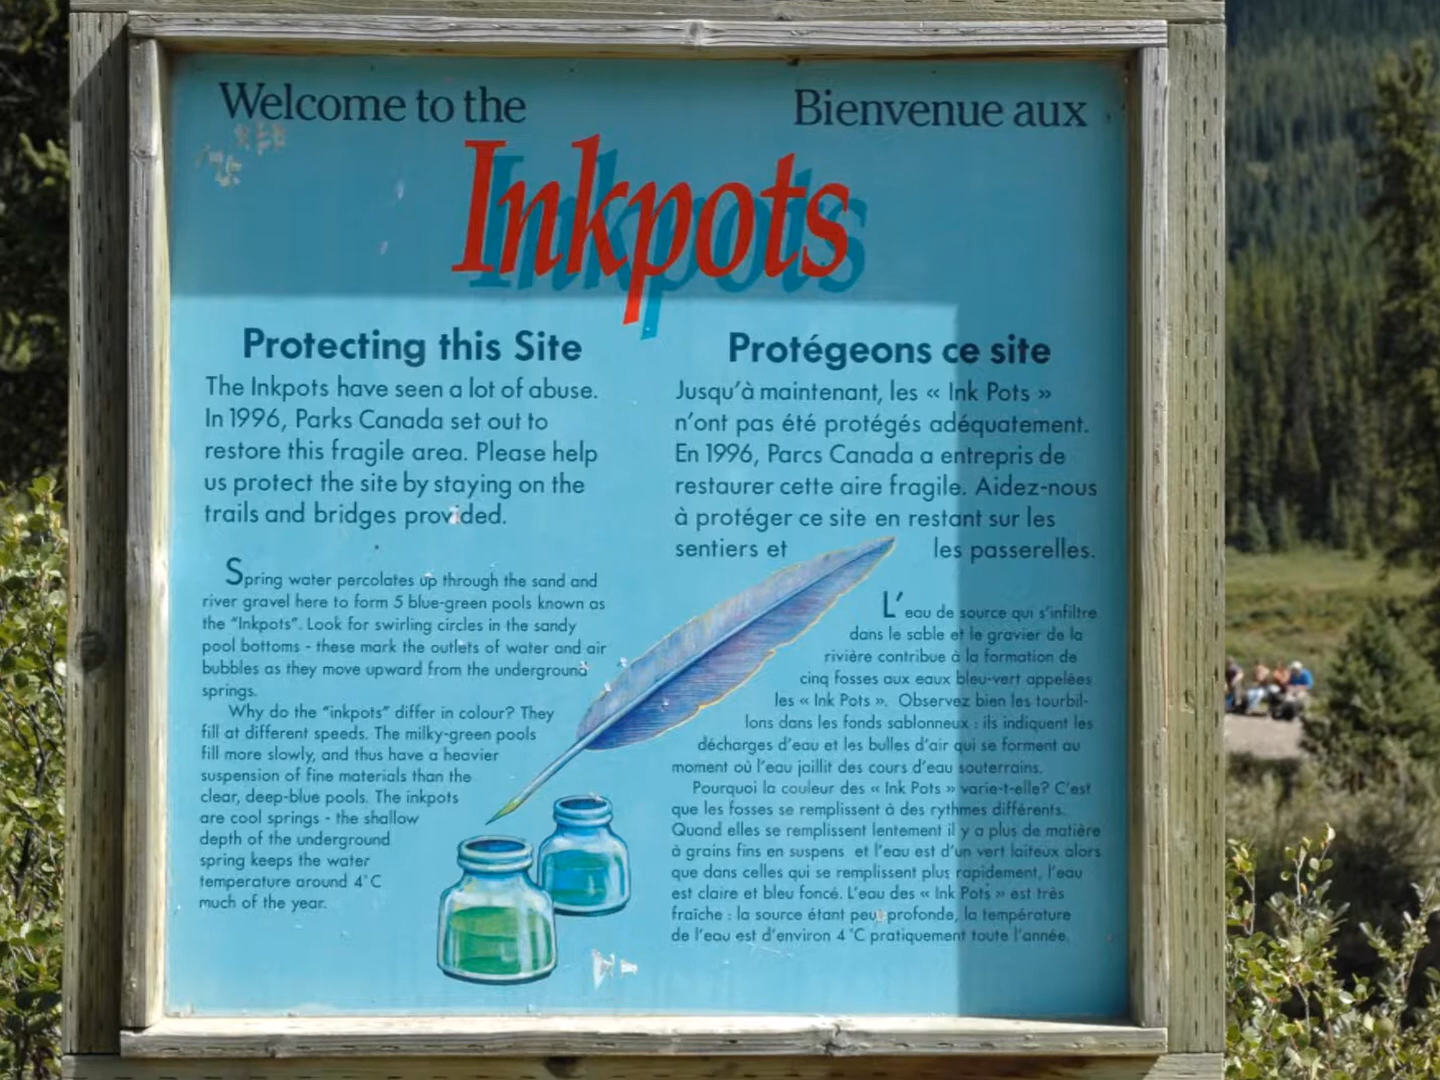 Welcome to the
Bienvenue aux
Inkpots
Protecting this Site
The Inkpots have seen a lot of abuse.
In 1996, Parks Canada set out to
restore this fragile area. Please help
us protect the site by staying on the
trails and bridges provided.
Spring water percolates up through the sand and
river gravel here to form 5 blue-green pools known as
the "Inkpots". Look for swirling circles in the sandy
pool bottoms - these mark the outlets of water and air
bubbles as they move upward from the underground
springs.
Why do the "inkpots" differ in colour? They
fill at different speeds. The milky-green pools
fill more slowly, and thus have a heavier
suspension of fine materials than the
clear, deep-blue pools. The inkpots
are cool springs - the shallow
depth of the underground
spring keeps the water
temperature around 4°C
much of the year.
Protégeons ce site
Jusqu'à maintenant, les « Ink Pots »
n'ont pas été protégés adéquatement.
En 1996, Parcs Canada a entrepris de
restaurer cette aire fragile. Aidez-nous
à protéger ce site en restant sur les
sentiers et les passerelles.
L'eau de source qui s'infiltre
dans le sable et le gravier de la
rivière contribue à la formation de
cinq fosses aux eaux bleu-vert appelées
les « Ink Pots ». Observez bien les tourbil-
lons dans les fonds sablonneux : ils indiquent les
décharges d'eau et les bulles d'air qui se forment au
moment où l'eau jaillit des cours d'eau souterrains.
Pourquoi la couleur des « Ink Pots » varie-t-elle? C'est
que les fosses se remplissent à des rythmes différents.
Quand elles se remplissent lentement il y a plus de matière
à grains fins en suspens et l'eau est d'un vert laiteux alors
que dans celles qui se remplissent plus rapidement, l'eau
est claire et bleu foncé. L'eau des « Ink Pots » est très
fraîche : la source étant peu profonde, la température
de l'eau est d'environ 4 °C pratiquement toute l'année.